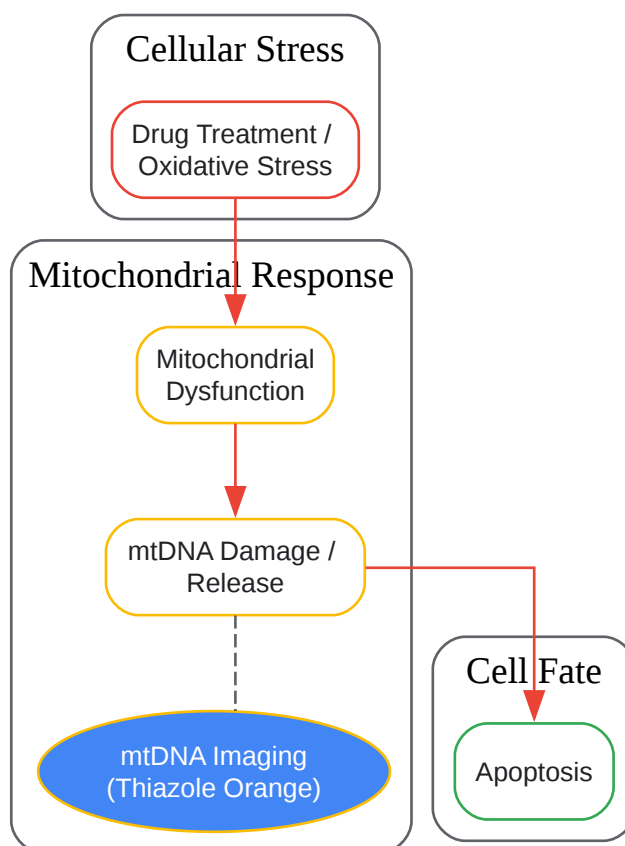 Cellular Stress
Drug Treatment /
Oxidative Stress
Mitochondrial Response
Mitochondrial
Dysfunction
mtDNA Damage /
Release
Cell Fate
mtDNA Imaging
(Thiazole Orange)
Apoptosis